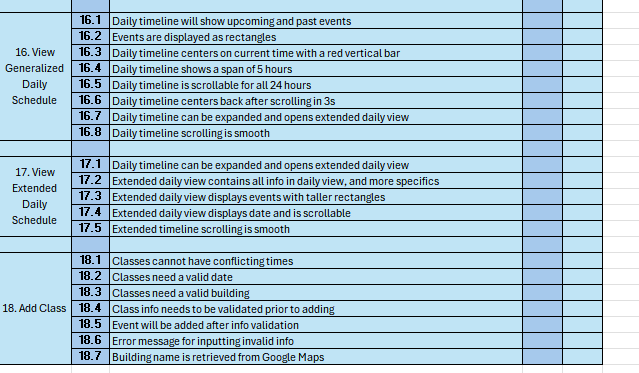 16. View
Generalized
Daily
Schedule
16.1 Daily timeline will show upcoming and past events
16.2 Events are displayed as rectangles
16.3 Daily timeline centers on current time with a red vertical bar
16.4 Daily timeline shows a span of 5 hours
16.5 Daily timeline is scrollable for all 24 hours
16.6 Daily timeline centers back after scrolling in 3s
16.7 Daily timeline can be expanded and opens extended daily view
16.8 Daily timeline scrolling is smooth
17. View
Extended
Daily
Schedule
17.1 Daily timeline can be expanded and opens extended daily view
17.2 Extended daily view contains all info in daily view, and more specifics
17.3 Extended daily view displays events with taller rectangles
17.4 Extended daily view displays date and is scrollable
17.5 Extended timeline scrolling is smooth
18. Add Class
18.1 Classes cannot have conflicting times
18.2 Classes need a valid date
18.3 Classes need a valid building
18.4 Class info needs to be validated prior to adding
18.5 Event will be added after info validation
18.6 Error message for inputting invalid info
18.7 Building name is retrieved from Google Maps